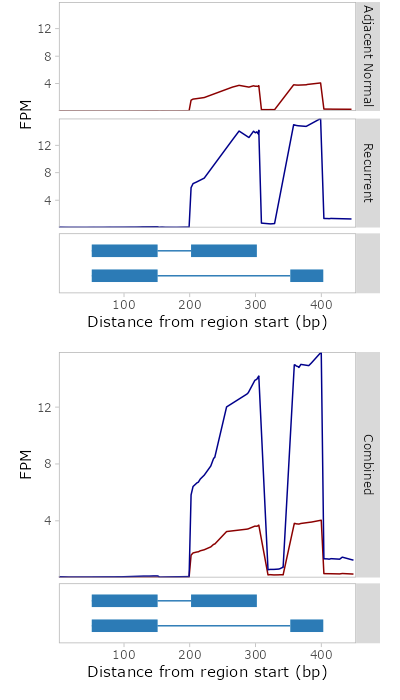 12
8
4
Adjacent Normal
FPM
12
8
4
Recurrent
100 200 300 400
Distance from region start (bp)
12
8
4
FPM
Combined
100 200 300 400
Distance from region start (bp)